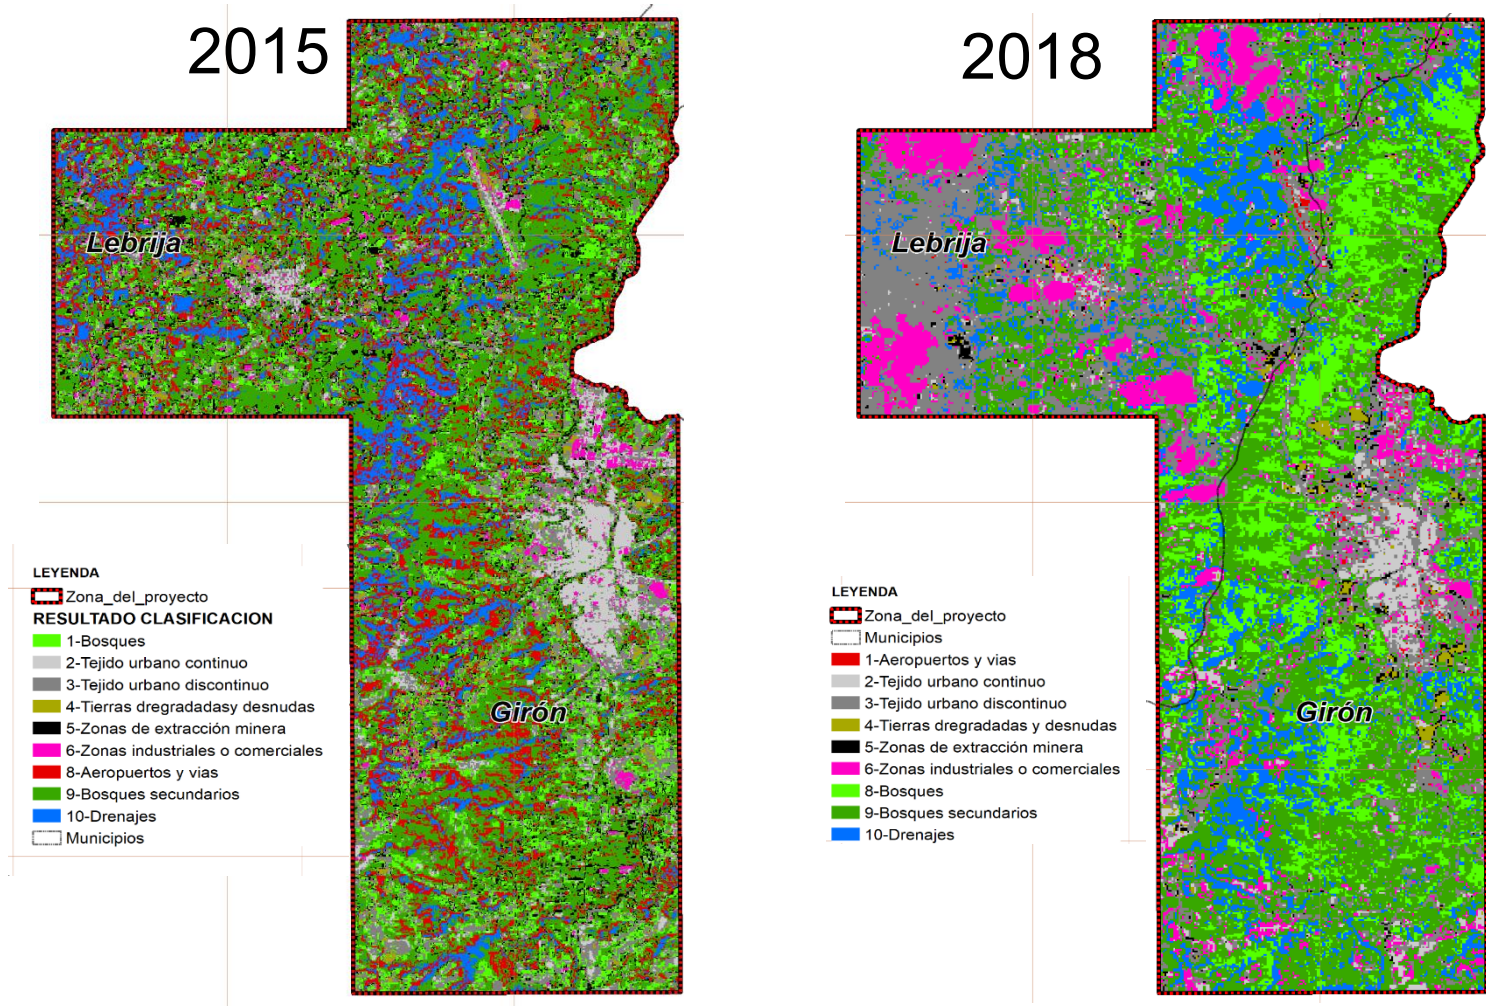 2015
Lebrija
Girón
LEYENDA
Zona_del_proyecto
RESULTADO CLASIFICACION
1-Bosques
2-Tejido urbano continuo
3-Tejido urbano discontinuo
4-Tierras dregradadasy desnudas
5-Zonas de extracción minera
6-Zonas industriales o comerciales
8-Aeropuertos y vias
9-Bosques secundarios
10-Drenajes
Municipios
2018
Lebrija
Girón
LEYENDA
Zona_del_proyecto
Municipios
1-Aeropuertos y vias
2-Tejido urbano continuo
3-Tejido urbano discontinuo
4-Tierras dregradadas y desnudas
5-Zonas de extracción minera
6-Zonas industriales o comerciales
8-Bosques
9-Bosques secundarios
10-Drenajes